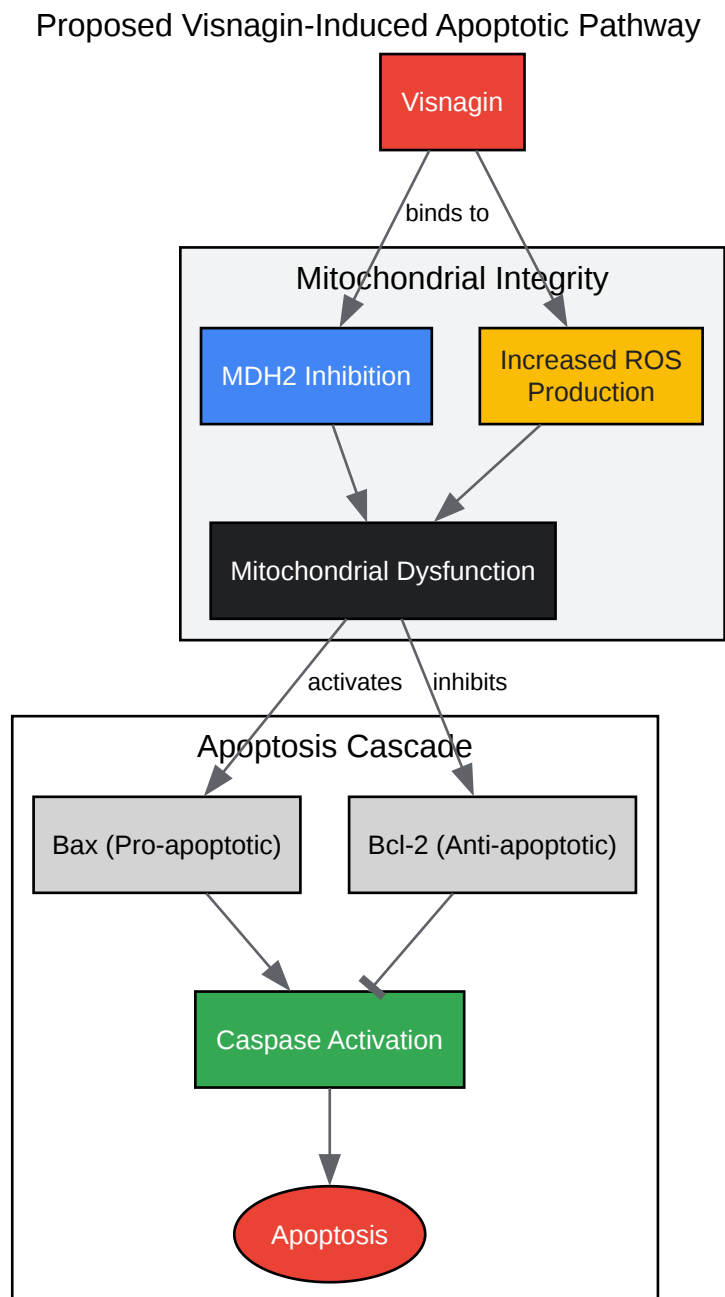 Proposed Visnagin-Induced Apoptotic Pathway
Visnagin
binds to
Mitochondrial Integrity
MDH2 Inhibition
Increased ROS
Production
Mitochondrial Dysfunction
activates
inhibits
Apoptosis Cascade
Bax (Pro-apoptotic)
Bcl-2 (Anti-apoptotic)
Caspase Activation
Apoptosis